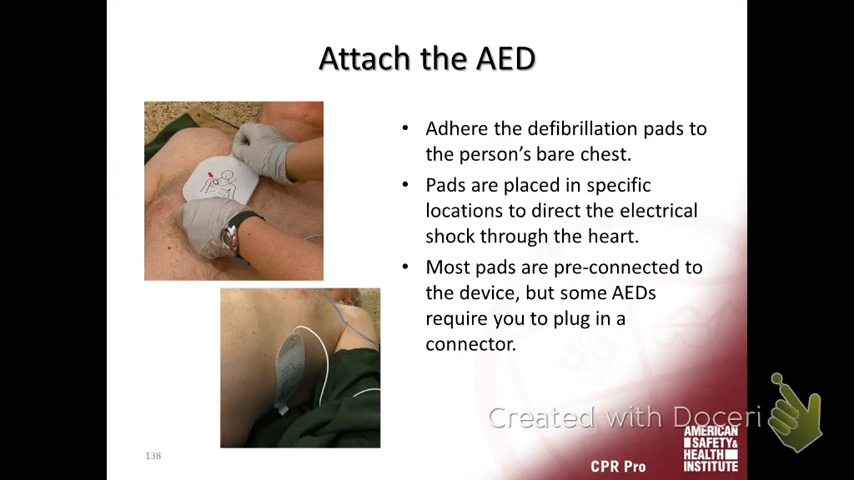 Attach the AED
• Adhere the defibrillation pads to
the person's bare chest.
• Pads are placed in specific
locations to direct the electrical
shock through the heart.
• Most pads are pre-connected to
the device, but some AEDs
require you to plug in a
connector.
Created with Doceri
AMERICAN
SAFETY&
HEALTH
INSTITUTE
CPR Pro
138